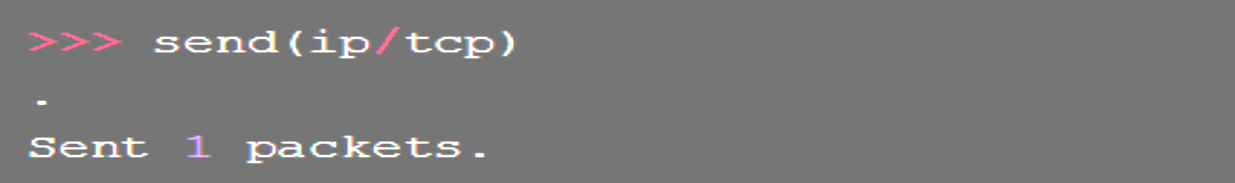 >>> send(ip/tcp)
.
Sent 1 packets.